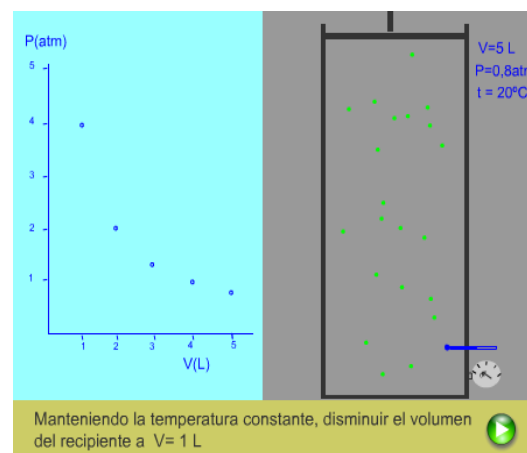 P(atm)
5
4
3
2
1
1 2 3 4 5
V(L)
V=5 L
P=0,8at
t = 20ºC
Manteniendo la temperatura constante, disminuir el volumen
del recipiente a V= 1 L